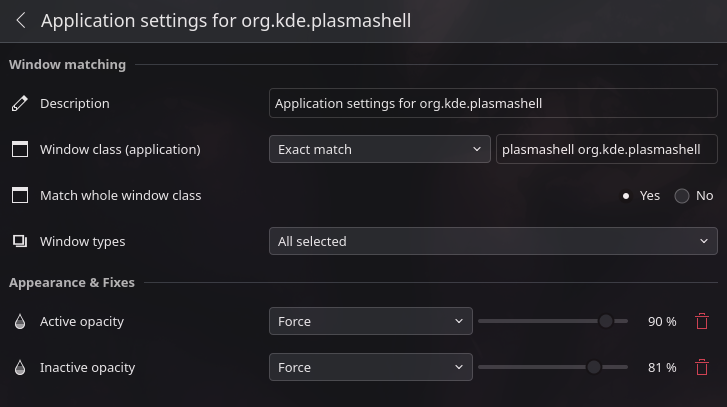 Application settings for org.kde.plasmashell
Window matching
Description Application settings for org.kde.plasmashell
Window class (application) Exact match plasmashell org.kde.plasmashell
Match whole window class Yes No
Window types All selected
Appearance & Fixes
Active opacity Force 90 %
Inactive opacity Force 81 %